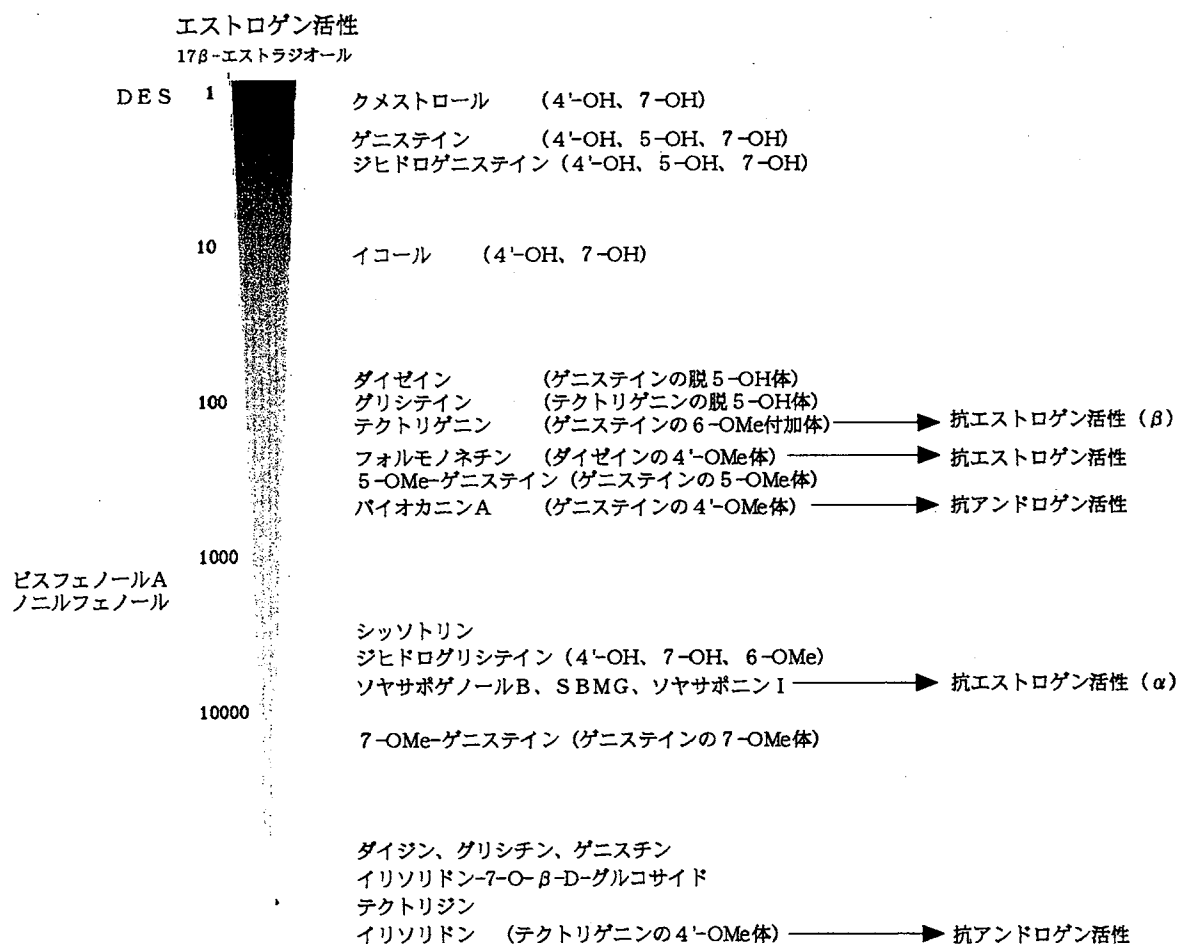 エストロゲン活性
17β-エストラジオール
DES 1 クメストロール (4'-OH、7-OH)
ゲニステイン (4'-OH、5-OH、7-OH)
ジヒドロゲニステイン (4'-OH、5-OH、7-OH)
10 イコール (4'-OH、7-OH)
ダイゼイン (ゲニステインの脱5-OH体)
100 グリシテイン (テクトリゲニンの脱5-OH体)
テクトリゲニン (ゲニステインの6-OMe付加体) 抗エストロゲン活性 (β)
フォルモノネチン (ダイゼインの4'-OMe体) 抗エストロゲン活性
5-OMe-ゲニステイン (ゲニステインの5-OMe体)
バイオカニンA (ゲニステインの4'-OMe体) 抗アンドロゲン活性
1000
ビスフェノールA
ノニルフェノール
シッソトリン
ジヒドログリシテイン (4'-OH、7-OH、6-OMe)
ソヤサポゲノールB、SBMG、ソヤサポニンI 抗エストロゲン活性 (α)
10000
7-OMe-ゲニステイン (ゲニステインの7-OMe体)
ダイジン、グリシチン、ゲニスチン
イリソリドン-7-O-β-D-グルコサイド
テクトリジン
イリソリドン (テクトリゲニンの4'-OMe体) 抗アンドロゲン活性